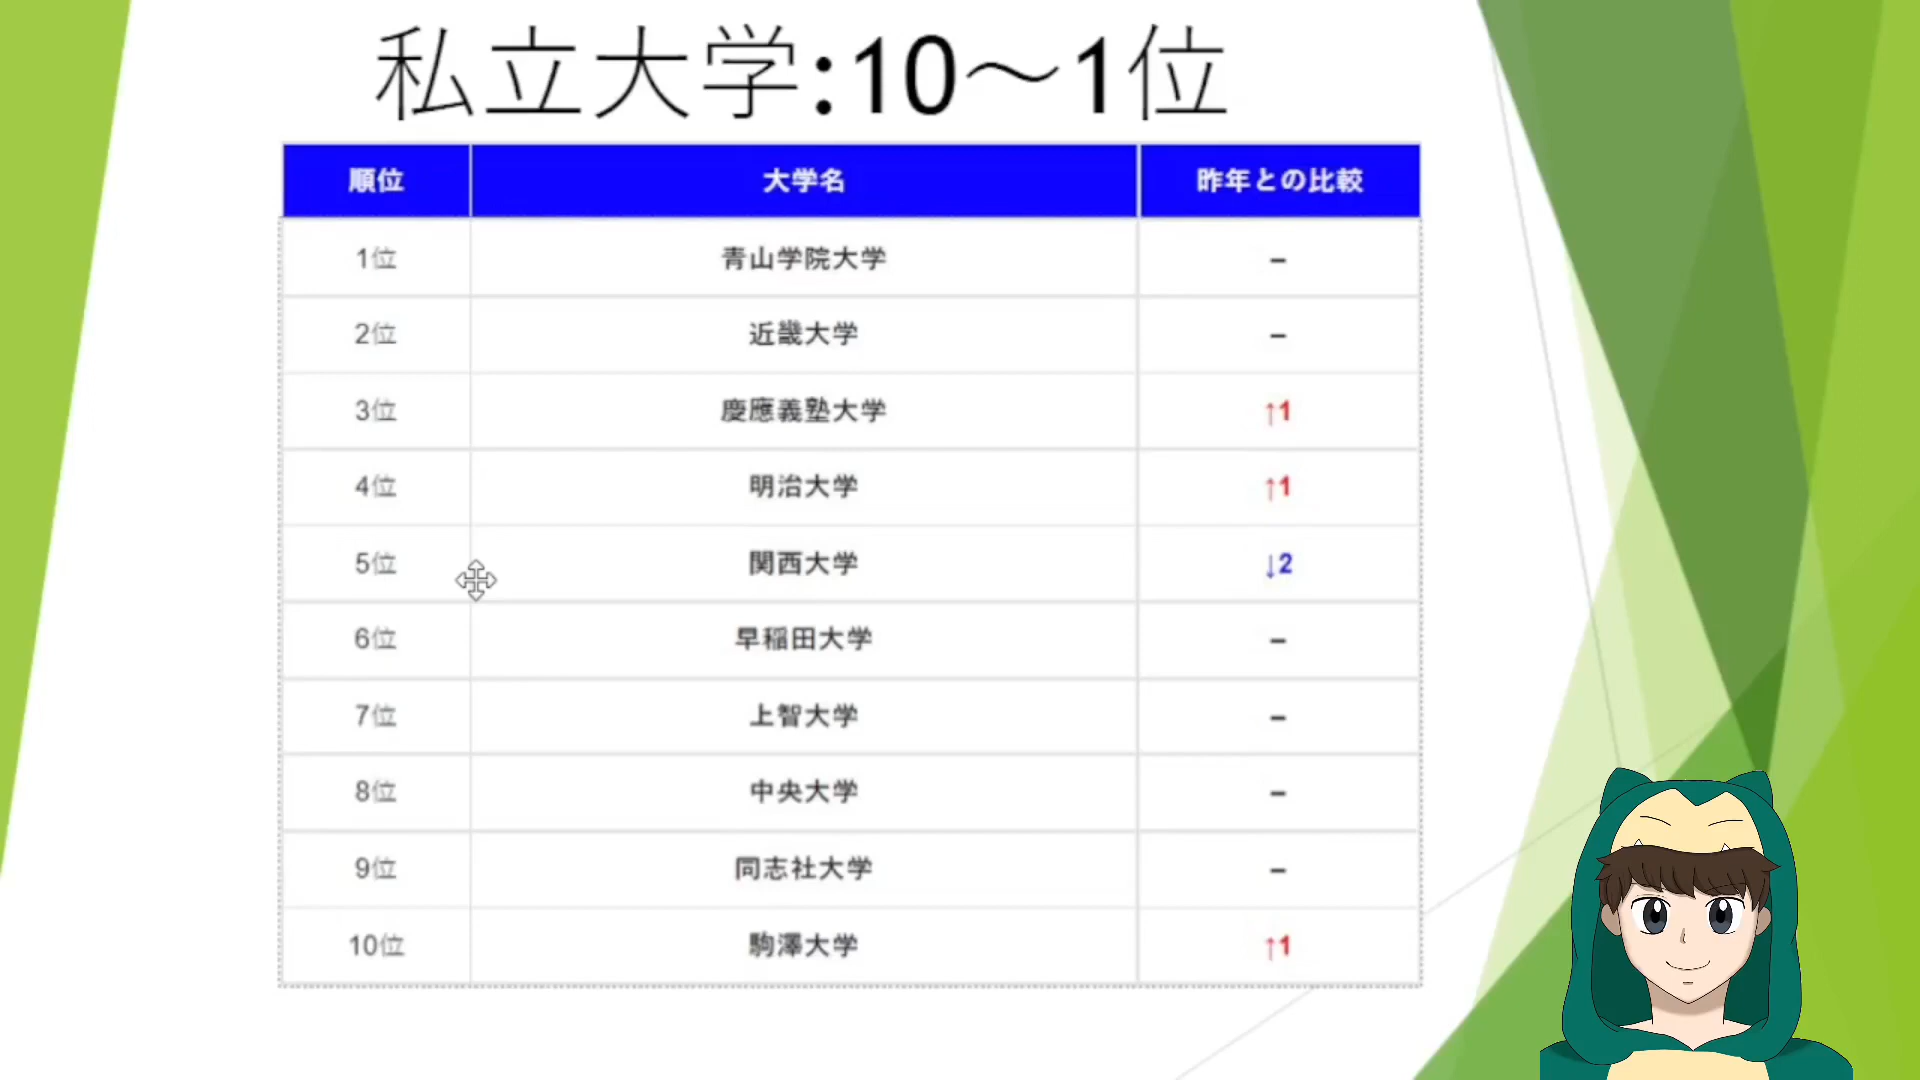 私立大学:10～1位
順位 大学名 昨年との比較
1位 青山学院大学 –
2位 近畿大学 –
3位 慶應義塾大学 ↑1
4位 明治大学 ↑1
5位 関西大学 ↓2
6位 早稲田大学 –
7位 上智大学 –
8位 中央大学 –
9位 同志社大学 –
10位 駒澤大学 ↑1